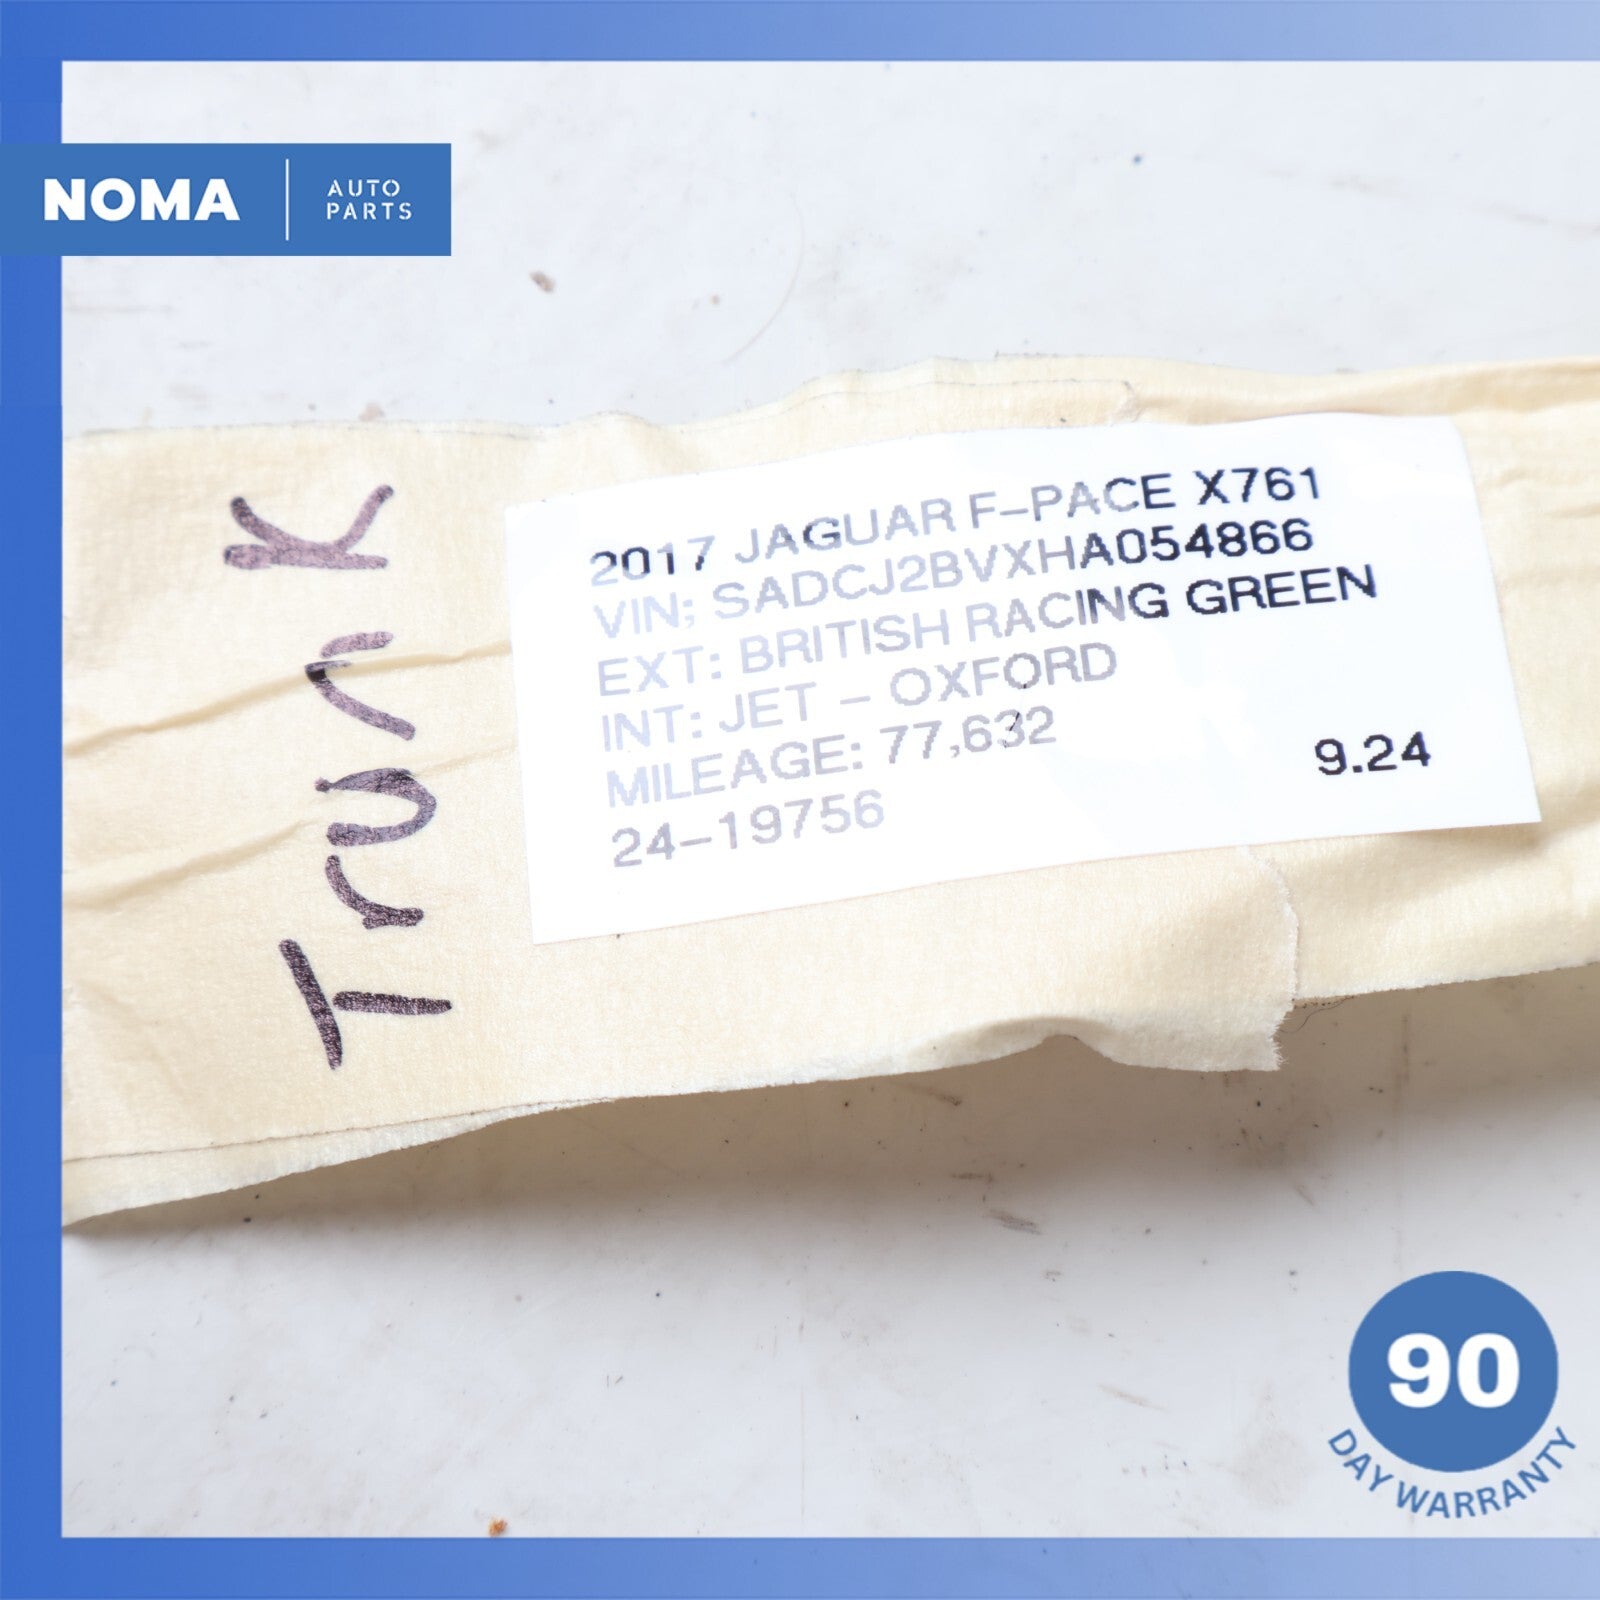 NOMA
AUTO
PARTS
Trunk
2017 JAGUAR F-PACE X761
VIN; SADCJ2BVXHA054866
EXT: BRITISH RACING GREEN
INT: JET - OXFORD
MILEAGE: 77,632
9.24
24-19756
90
DAY WARRANTY